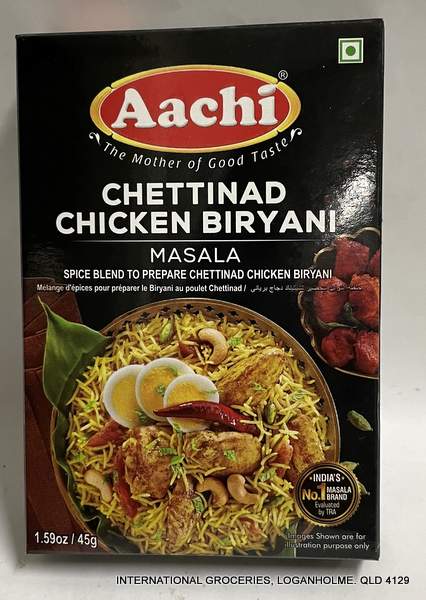 Aachi®
The Mother of Good Taste
CHETTINAD
CHICKEN BIRYANI
MASALA
SPICE BLEND TO PREPARE CHETTINAD CHICKEN BIRYANI
Mélange d'épices pour préparer le Biryani au poulet Chettinad /
INDIA'S
No.1 MASALA
BRAND
Evaluated
by TRA
1.59oz / 45g
Images Shown are for
illustration purpose only
INTERNATIONAL GROCERIES, LOGANHOLME. QLD 4129